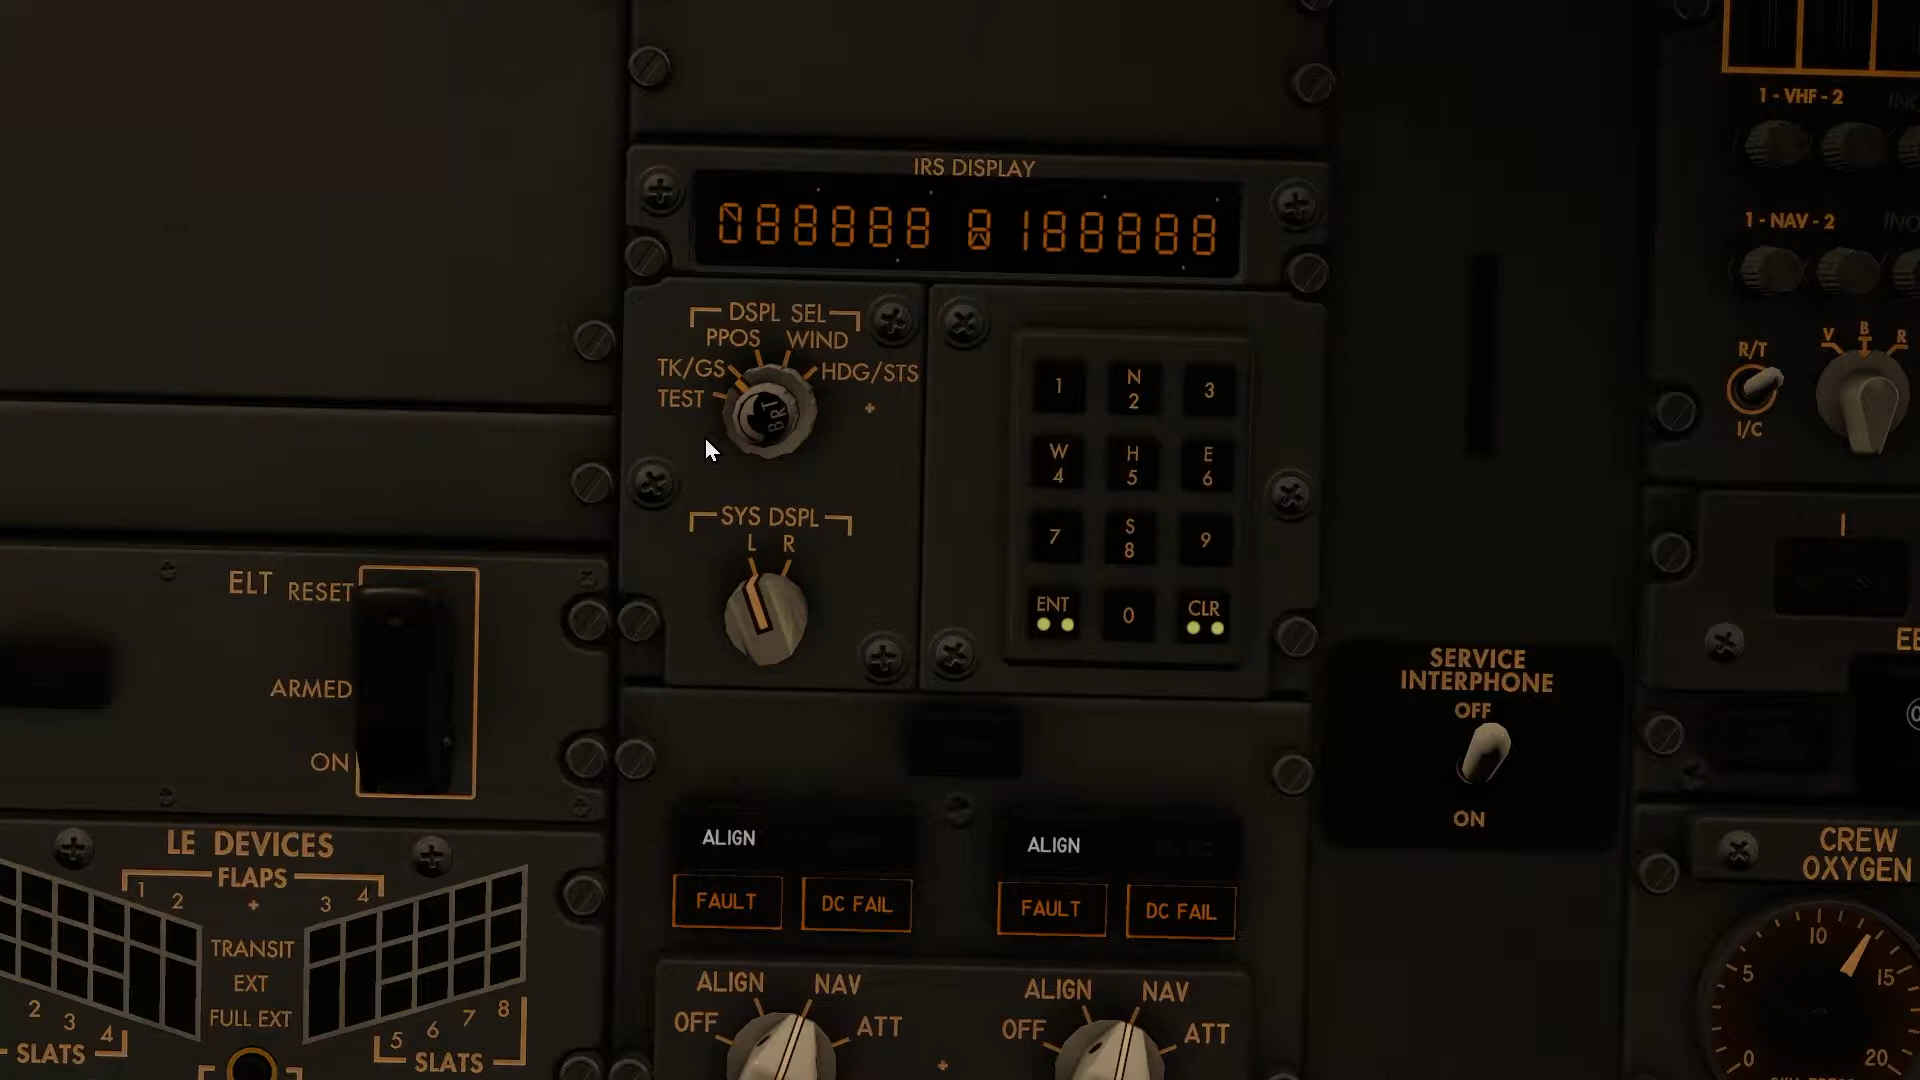 IRS DISPLAY
DSPL SEL
PPOS WIND
TK/GS HDG/STS
TEST
BRT
SYS DSPL
L R
1 N 2 3
W 4 H 5 E 6
7 S 8 9
ENT 0 CLR
ELT RESET
ARMED
ON
ALIGN ALIGN
FAULT DC FAIL FAULT DC FAIL
ALIGN NAV
OFF ATT
ALIGN NAV
OFF ATT
LE DEVICES
FLAPS
1 2 3 4
TRANSIT
EXT
FULL EXT
2 3 4
SLATS
5 6 7 8
SLATS
SERVICE
INTERPHONE
OFF
ON
1 - VHF - 2
1 - NAV - 2
R/T
I/C
V B R
CREW
OXYGEN
0 5 10 15 20